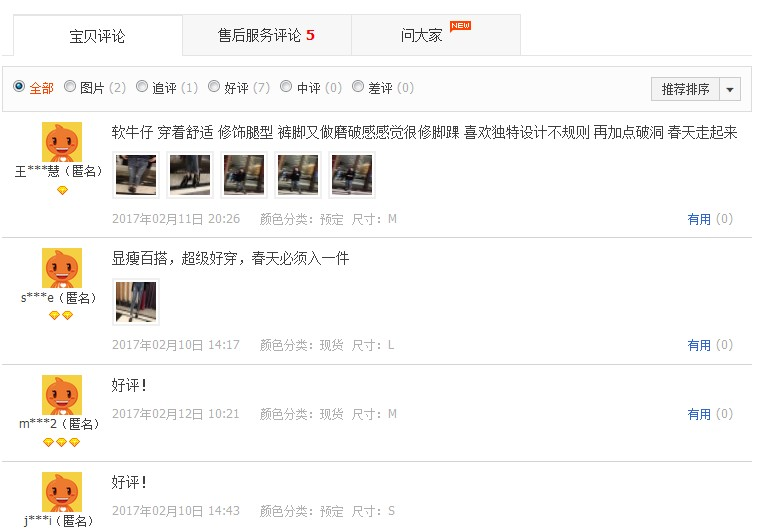 宝贝评论 售后服务评论 5 问大家 NEW
全部 图片 (2) 追评 (1) 好评 (7) 中评 (0) 差评 (0) 推荐排序
软牛仔 穿着舒适 修饰腿型 裤脚又做磨破感感觉很修脚踝 喜欢独特设计不规则 再加点破洞 春天走起来
王***慧（匿名）
2017年02月11日 20:26 颜色分类：预定 尺寸：M 有用 (0)
显瘦百搭，超级好穿，春天必须入一件
s***e（匿名）
2017年02月10日 14:17 颜色分类：现货 尺寸：L 有用 (0)
好评！
m***2（匿名）
2017年02月12日 10:21 颜色分类：现货 尺寸：M 有用 (0)
好评！
2017年02月10日 14:43 颜色分类：预定 尺寸：S
j***i（匿名）